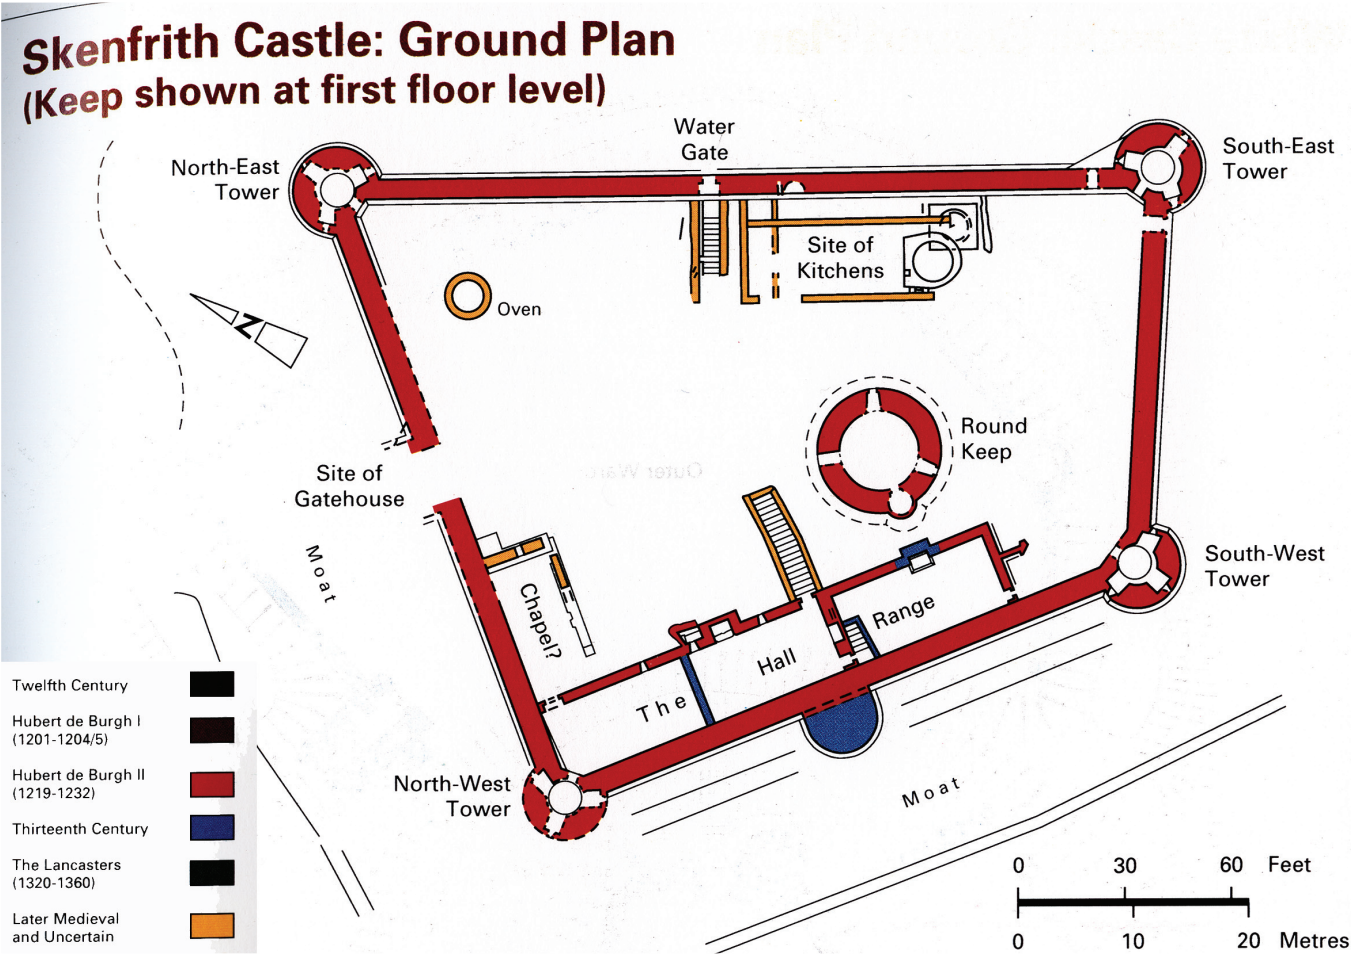 Skenfrith Castle: Ground Plan
(Keep shown at first floor level)
Water
Gate
North-East
Tower
South-East
Tower
Site of
Kitchens
Oven
N
Round
Keep
Site of
Gatehouse
Outer Ward
Moat
South-West
Tower
Chapel?
Range
Hall
The
North-West
Tower
Moat
Twelfth Century
Hubert de Burgh I
(1201-1204/5)
Hubert de Burgh II
(1219-1232)
Thirteenth Century
The Lancasters
(1320-1360)
Later Medieval
and Uncertain
0 30 60 Feet
0 10 20 Metres